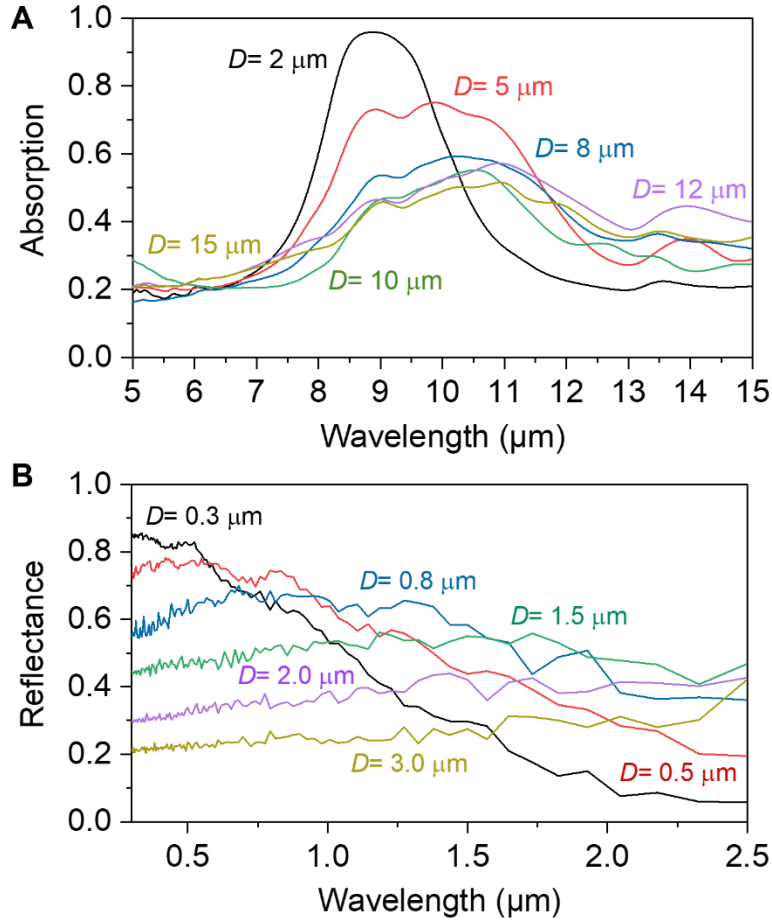 A
1.0
0.8
0.6
0.4
0.2
0.0
Absorption
D= 2 μm
D= 5 μm
D= 8 μm
D= 12 μm
D= 15 μm
D= 10 μm
5 6 7 8 9 10 11 12 13 14 15
Wavelength (μm)
B
1.0
0.8
0.6
0.4
0.2
0.0
Reflectance
D= 0.3 μm
D= 0.8 μm
D= 1.5 μm
D= 2.0 μm
D= 3.0 μm
D= 0.5 μm
0.5 1.0 1.5 2.0 2.5
Wavelength (μm)